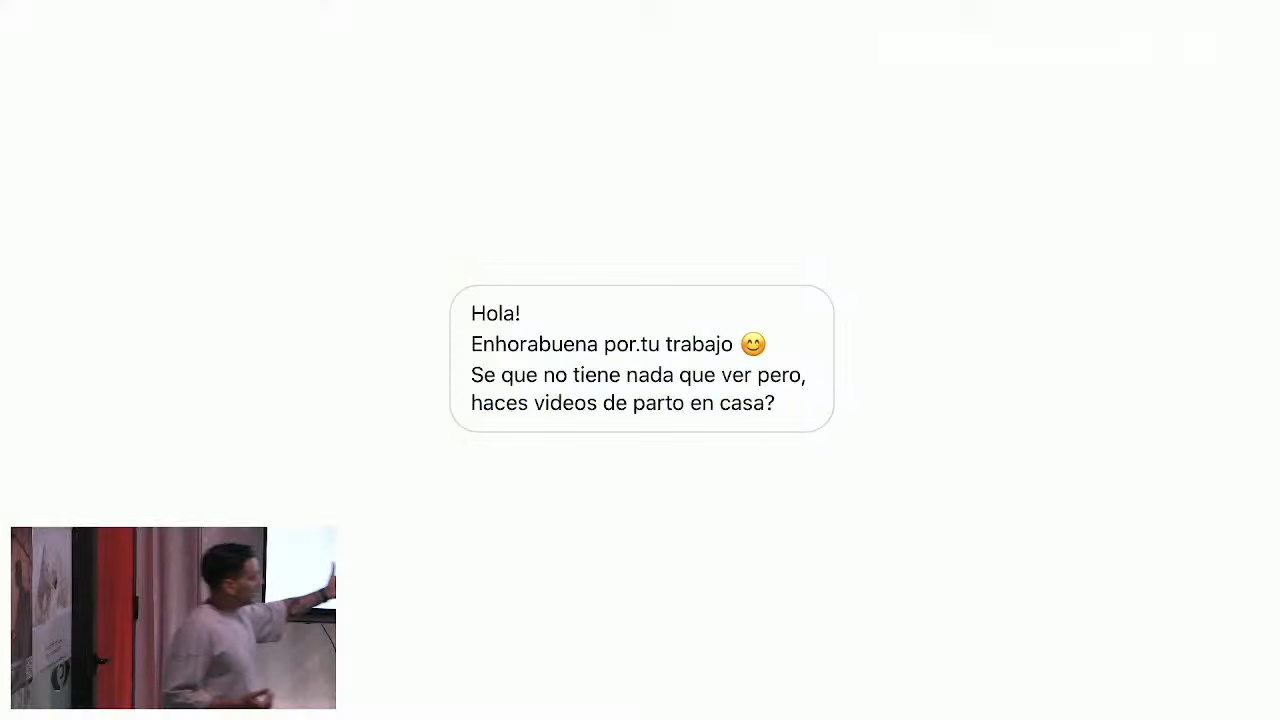 Hola!
Enhorabuena por.tu trabajo 😊
Se que no tiene nada que ver pero,
haces videos de parto en casa?